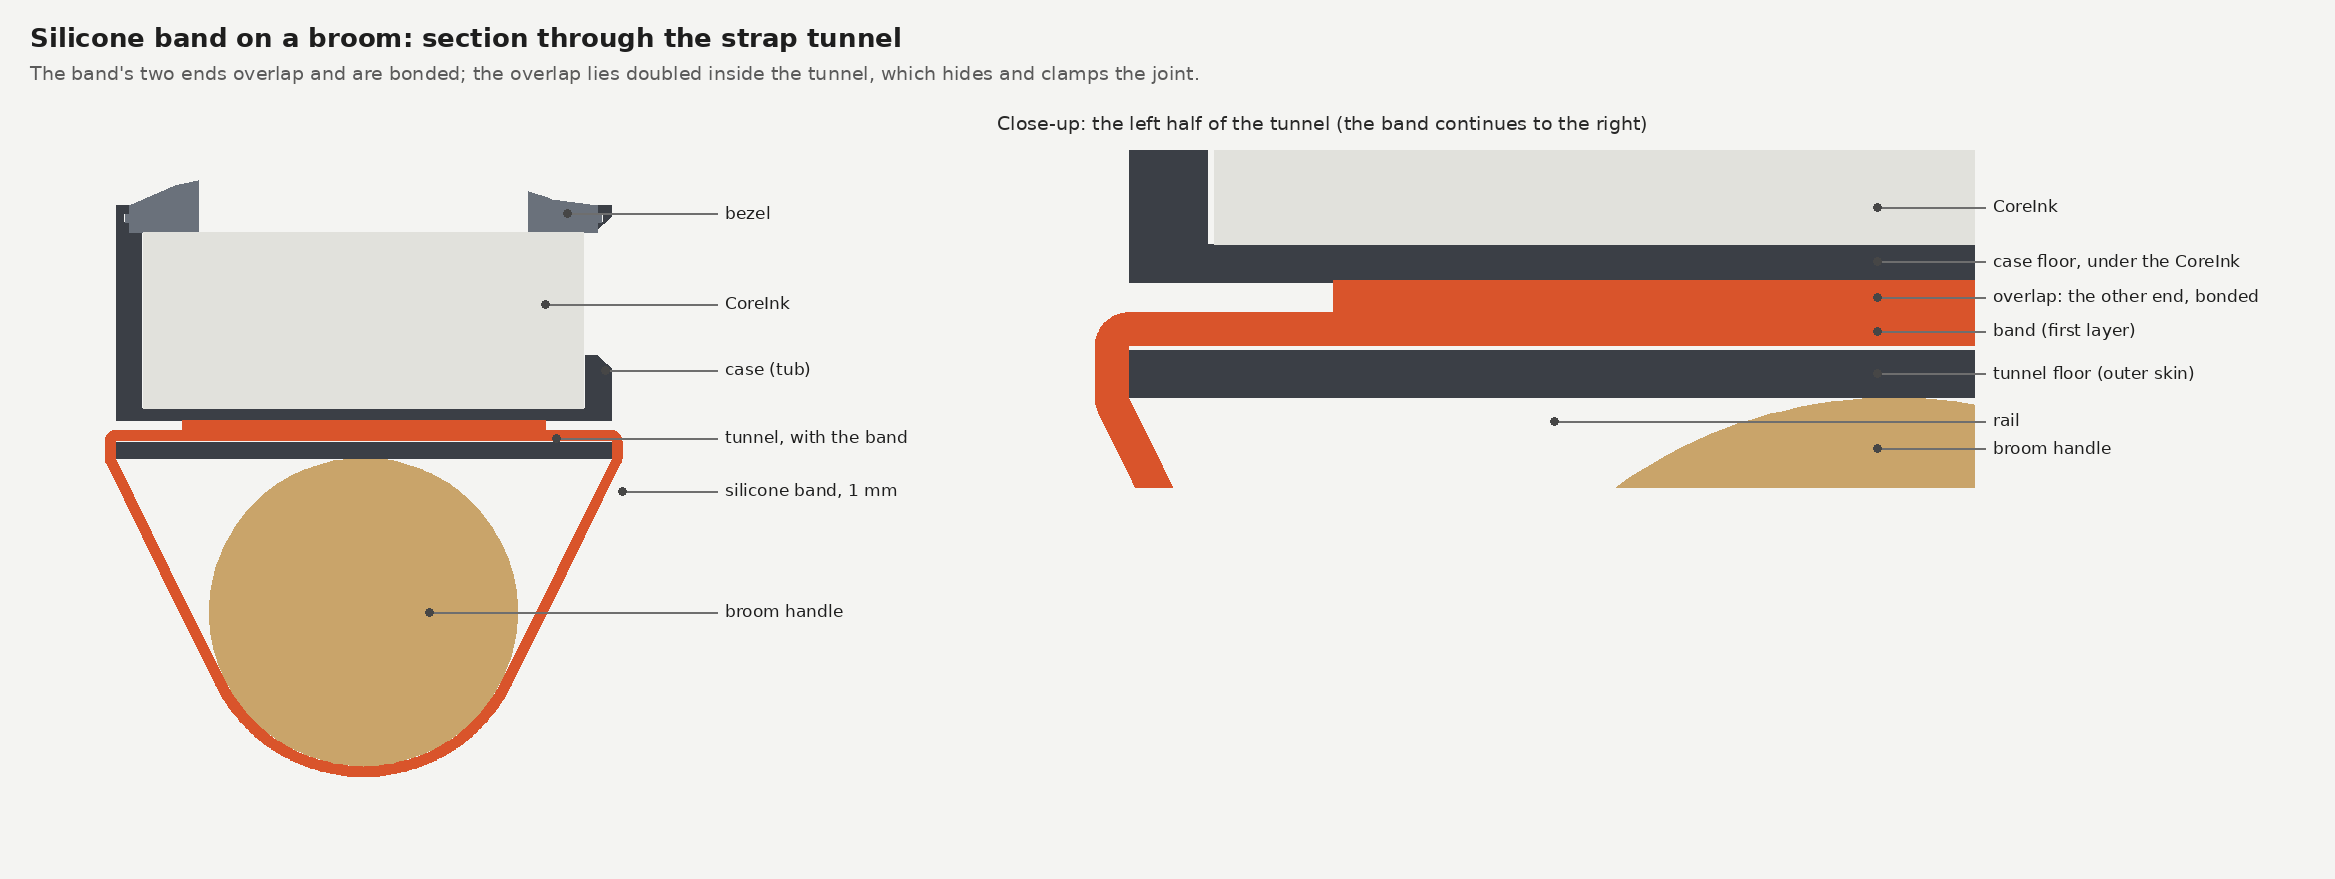 Silicone band on a broom: section through the strap tunnel
The band's two ends overlap and are bonded; the overlap lies doubled inside the tunnel, which hides and clamps the joint.
Close-up: the left half of the tunnel (the band continues to the right)
bezel
CoreInk
case (tub)
tunnel, with the band
silicone band, 1 mm
broom handle
CoreInk
case floor, under the CoreInk
overlap: the other end, bonded
band (first layer)
tunnel floor (outer skin)
rail
broom handle